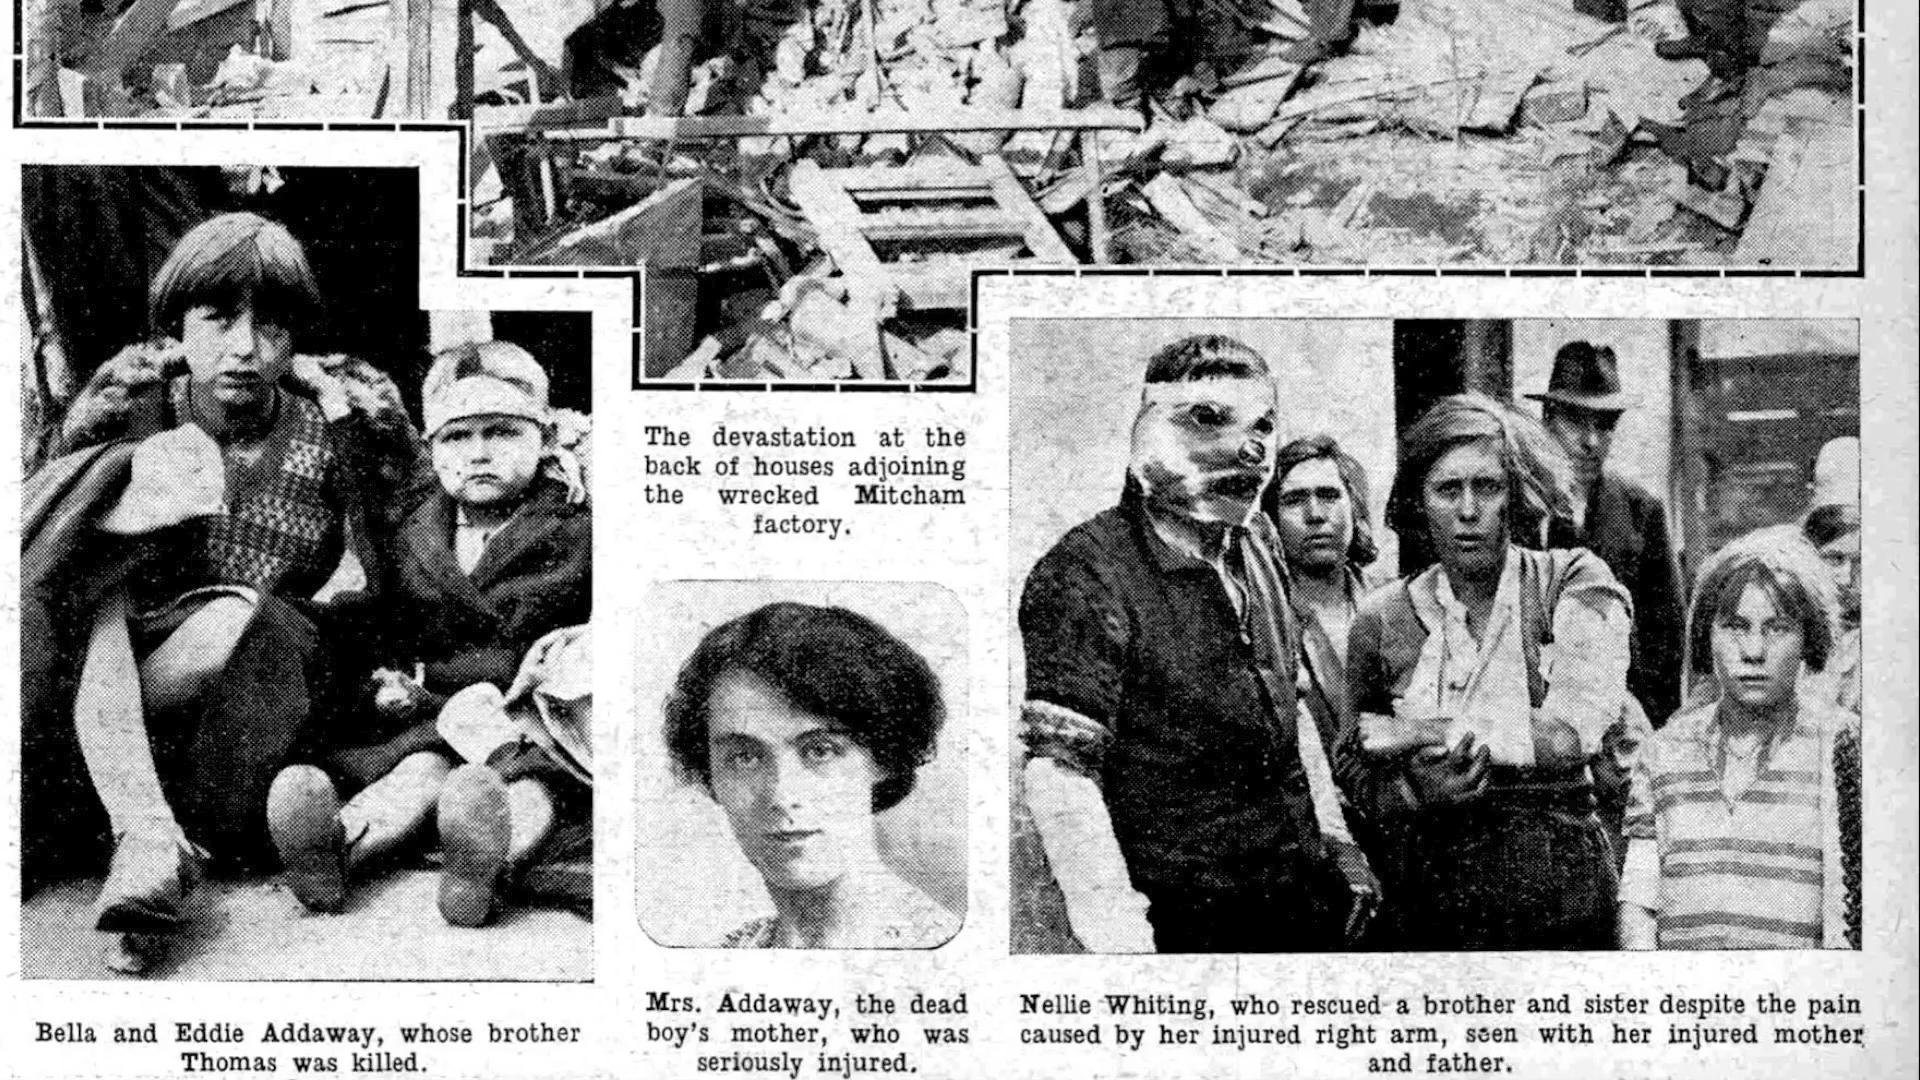 The devastation at the
back of houses adjoining
the wrecked Mitcham
factory.
Bella and Eddie Addaway, whose brother
Thomas was killed.
Mrs. Addaway, the dead
boy's mother, who was
seriously injured.
Nellie Whiting, who rescued a brother and sister despite the pain
caused by her injured right arm, seen with her injured mother
and father.